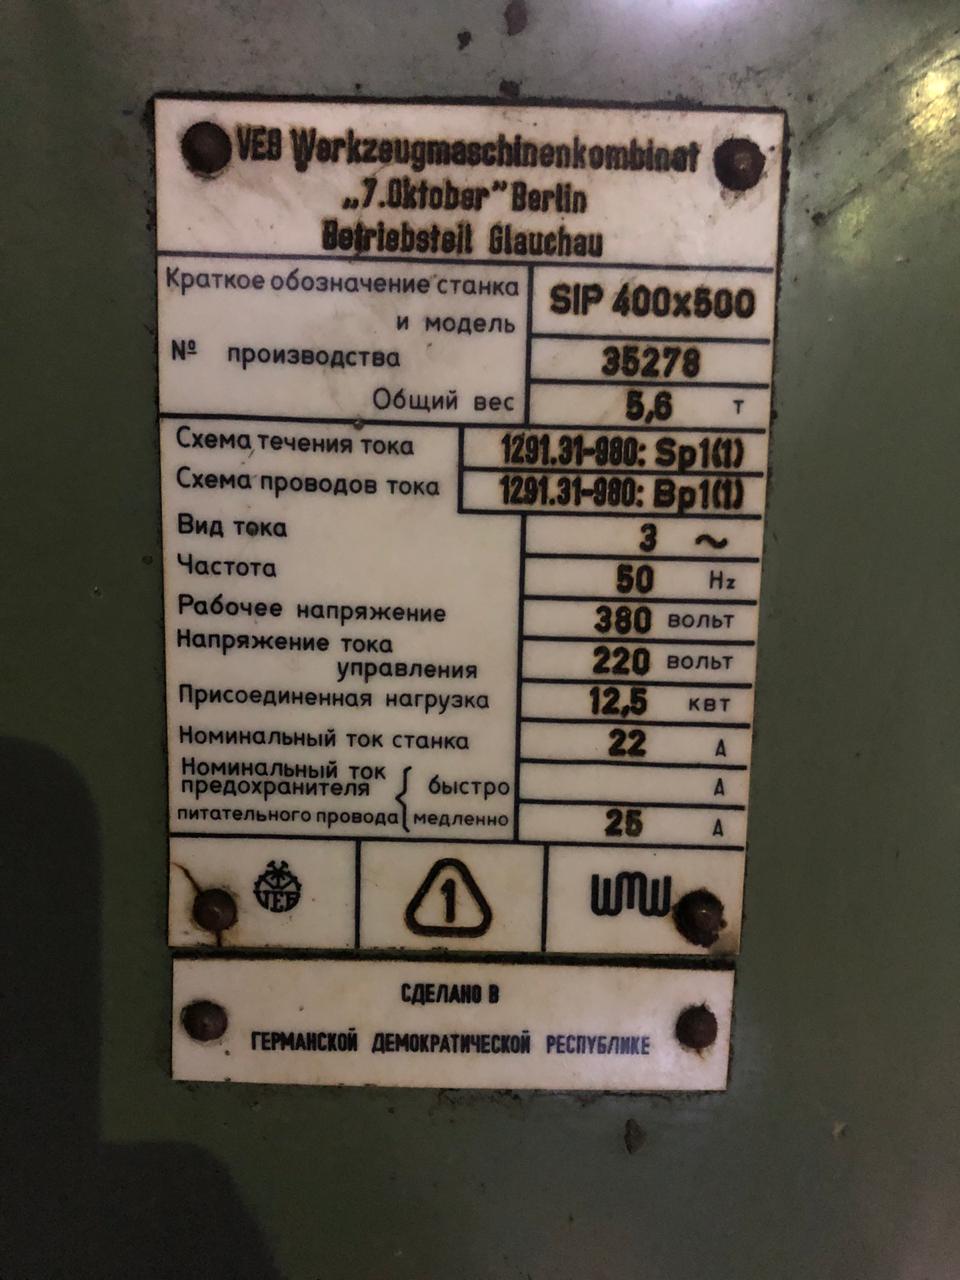 VEB Werkzeugmaschinenkombinat
„7.Oktober” Berlin
Betriebsteil Glauchau
Краткое обозначение станка
и модель
SIP 400x500
№ производства 35278
Общий вес 5,6 т
Схема течения тока 1291.31-980: Sp1(1)
Схема проводов тока 1291.31-980: Bp1(1)
Вид тока 3 ~
Частота 50 Hz
Рабочее напряжение 380 вольт
Напряжение тока
управления 220 вольт
Присоединенная нагрузка 12,5 квт
Номинальный ток станка 22 А
Номинальный ток
предохранителя { быстро А
питательного провода медленно 25 А
VEB 1 WMW
СДЕЛАНО В
ГЕРМАНСКОЙ ДЕМОКРАТИЧЕСКОЙ РЕСПУБЛИКЕ